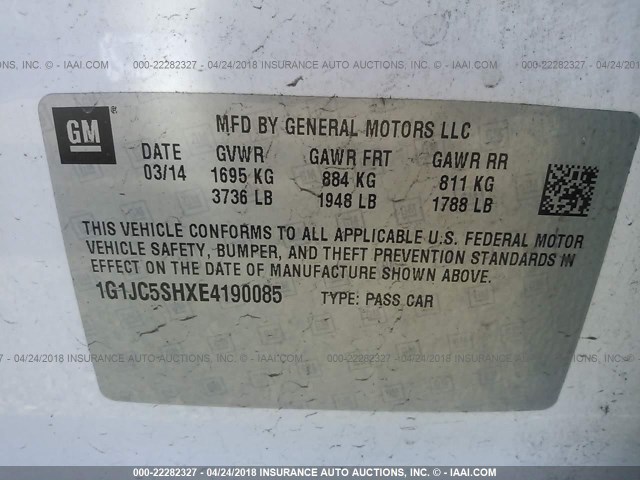 000-22282327 - 04/24/2018 INSURANCE AUTO AUCTIONS, INC. - IAAI.COM
GM
MFD BY GENERAL MOTORS LLC
DATE GVWR GAWR FRT GAWR RR
03/14 1695 KG 884 KG 811 KG
3736 LB 1948 LB 1788 LB
THIS VEHICLE CONFORMS TO ALL APPLICABLE U.S. FEDERAL MOTOR
VEHICLE SAFETY, BUMPER, AND THEFT PREVENTION STANDARDS IN
EFFECT ON THE DATE OF MANUFACTURE SHOWN ABOVE.
1G1JC5SHXE4190085 TYPE: PASS CAR
000-22282327 - 04/24/2018 INSURANCE AUTO AUCTIONS, INC. - IAAI.COM
000-22282327 - 04/24/2018 INSURANCE AUTO AUCTIONS, INC. - IAAI.COM